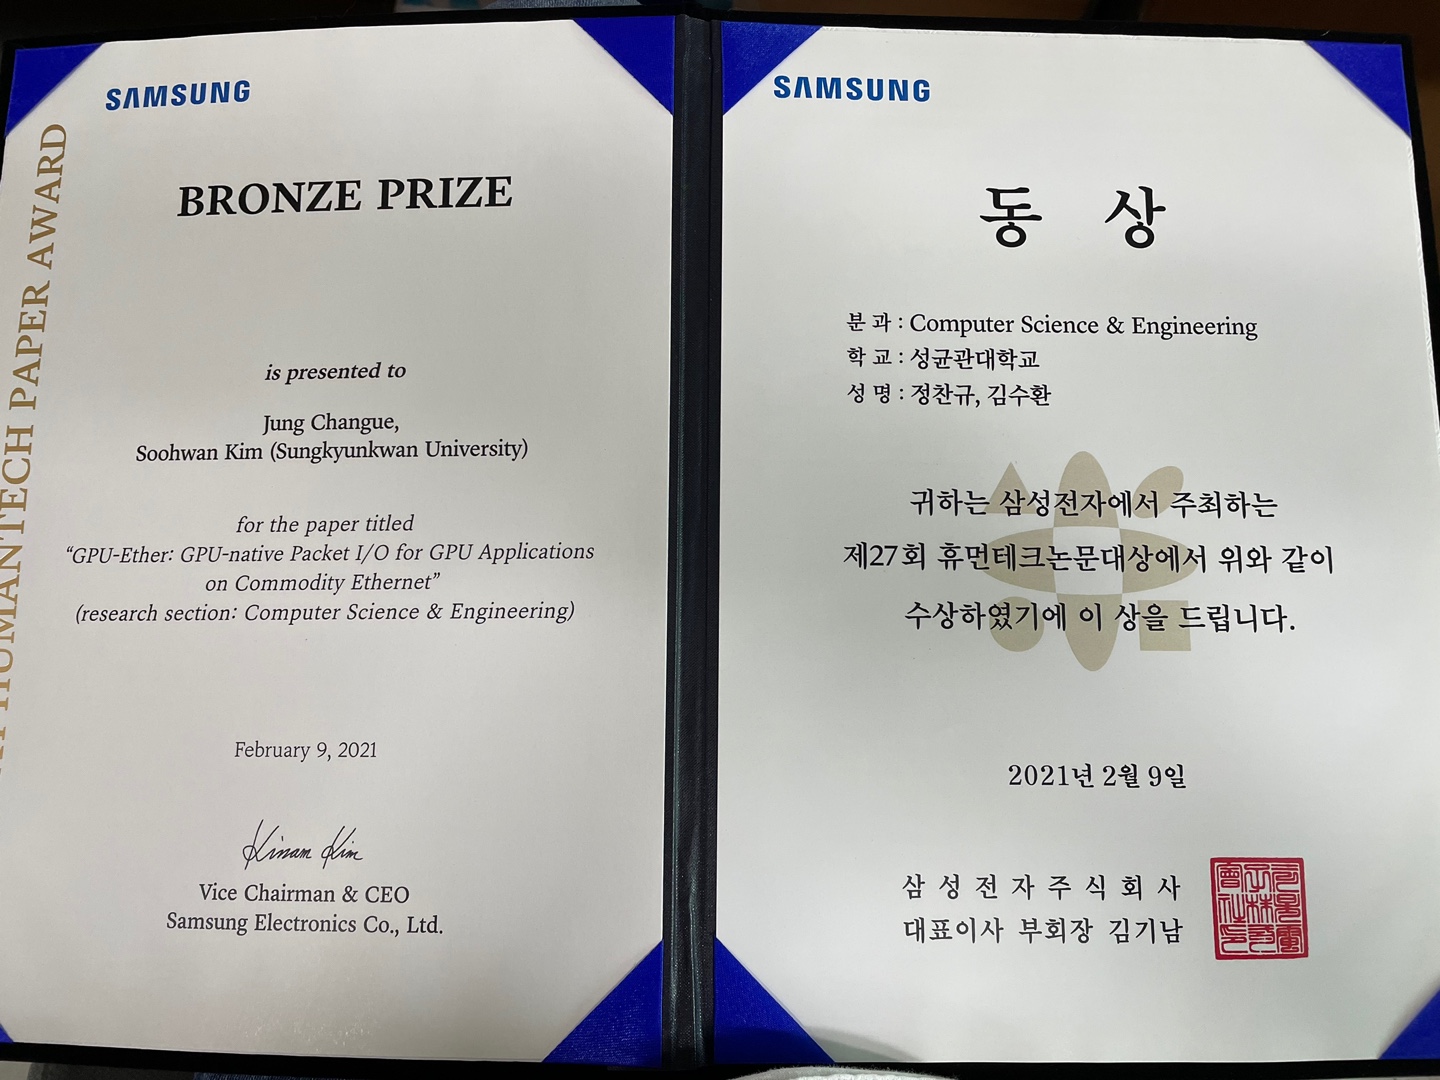 SAMSUNG
HUMANTECH PAPER AWARD
BRONZE PRIZE
is presented to
Jung Changue,
Soohwan Kim (Sungkyunkwan University)
for the paper titled
“GPU-Ether: GPU-native Packet I/O for GPU Applications
on Commodity Ethernet”
(research section: Computer Science & Engineering)
February 9, 2021
Kinam Kim
Vice Chairman & CEO
Samsung Electronics Co., Ltd.
SAMSUNG
동 상
분 과 : Computer Science & Engineering
학 교 : 성균관대학교
성 명 : 정찬규, 김수환
귀하는 삼성전자에서 주최하는
제27회 휴먼테크논문대상에서 위와 같이
수상하였기에 이 상을 드립니다.
2021년 2월 9일
삼성전자주식회사
대표이사 부회장 김기남